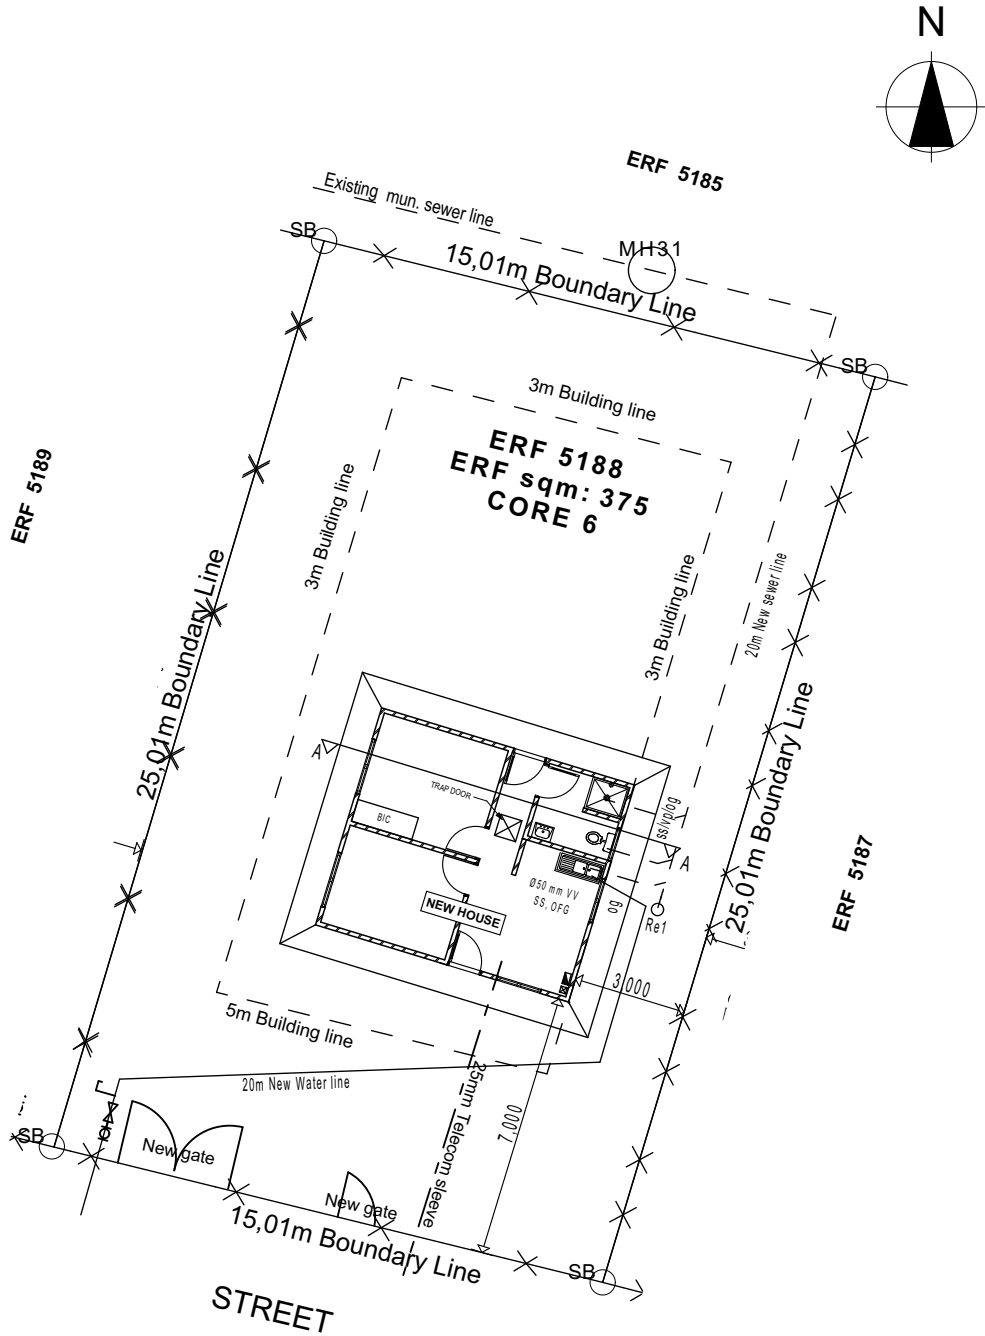 N
ERF 5185
Existing mun. sewer line
SB
MH31
15,01m Boundary Line
SB
3m Building line
ERF 5188
ERF sqm: 375
CORE 6
ERF 5189
3m Building line
3m Building line
20m New sewer line
25,01m Boundary Line
25,01m Boundary Line
A
TRAP DOOR
BIC
ss/vp/og
A
Ø50 mm VV
SS, OFG
NEW HOUSE
og
Re1
ERF 5187
3,000
5m Building line
20m New Water line
25mm Telecom sleeve
7,000
SB
New gate
New gate
15,01m Boundary Line
SB
STREET